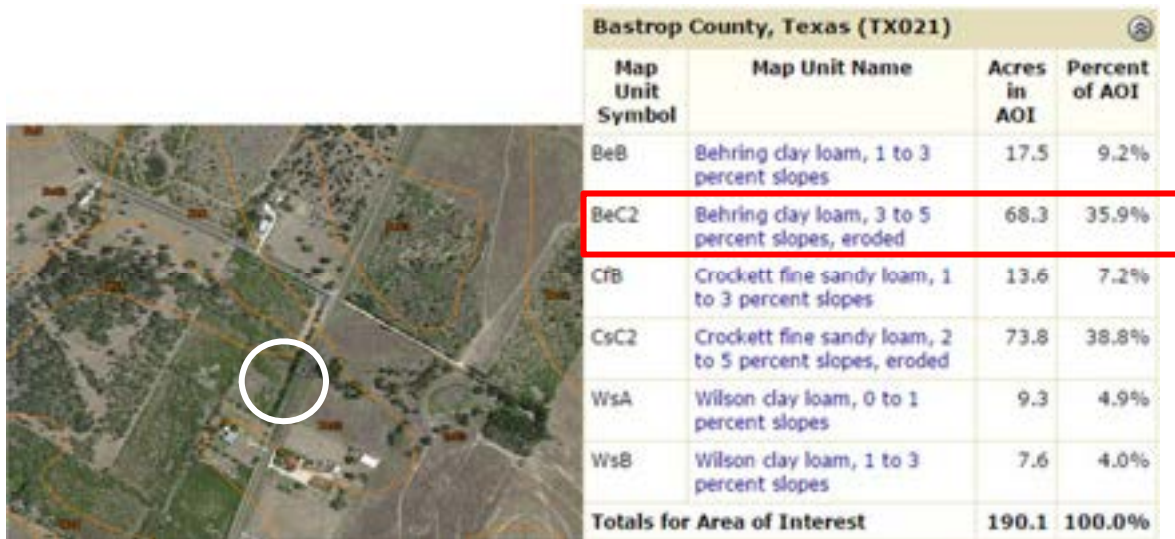 Bastrop County, Texas (TX021)
Map Unit Symbol Map Unit Name Acres in AOI Percent of AOI
BeB Behring clay loam, 1 to 3 percent slopes 17.5 9.2%
BeC2 Behring clay loam, 3 to 5 percent slopes, eroded 68.3 35.9%
CfB Crockett fine sandy loam, 1 to 3 percent slopes 13.6 7.2%
CsC2 Crockett fine sandy loam, 2 to 5 percent slopes, eroded 73.8 38.8%
WsA Wilson clay loam, 0 to 1 percent slopes 9.3 4.9%
WsB Wilson clay loam, 1 to 3 percent slopes 7.6 4.0%
Totals for Area of Interest 190.1 100.0%